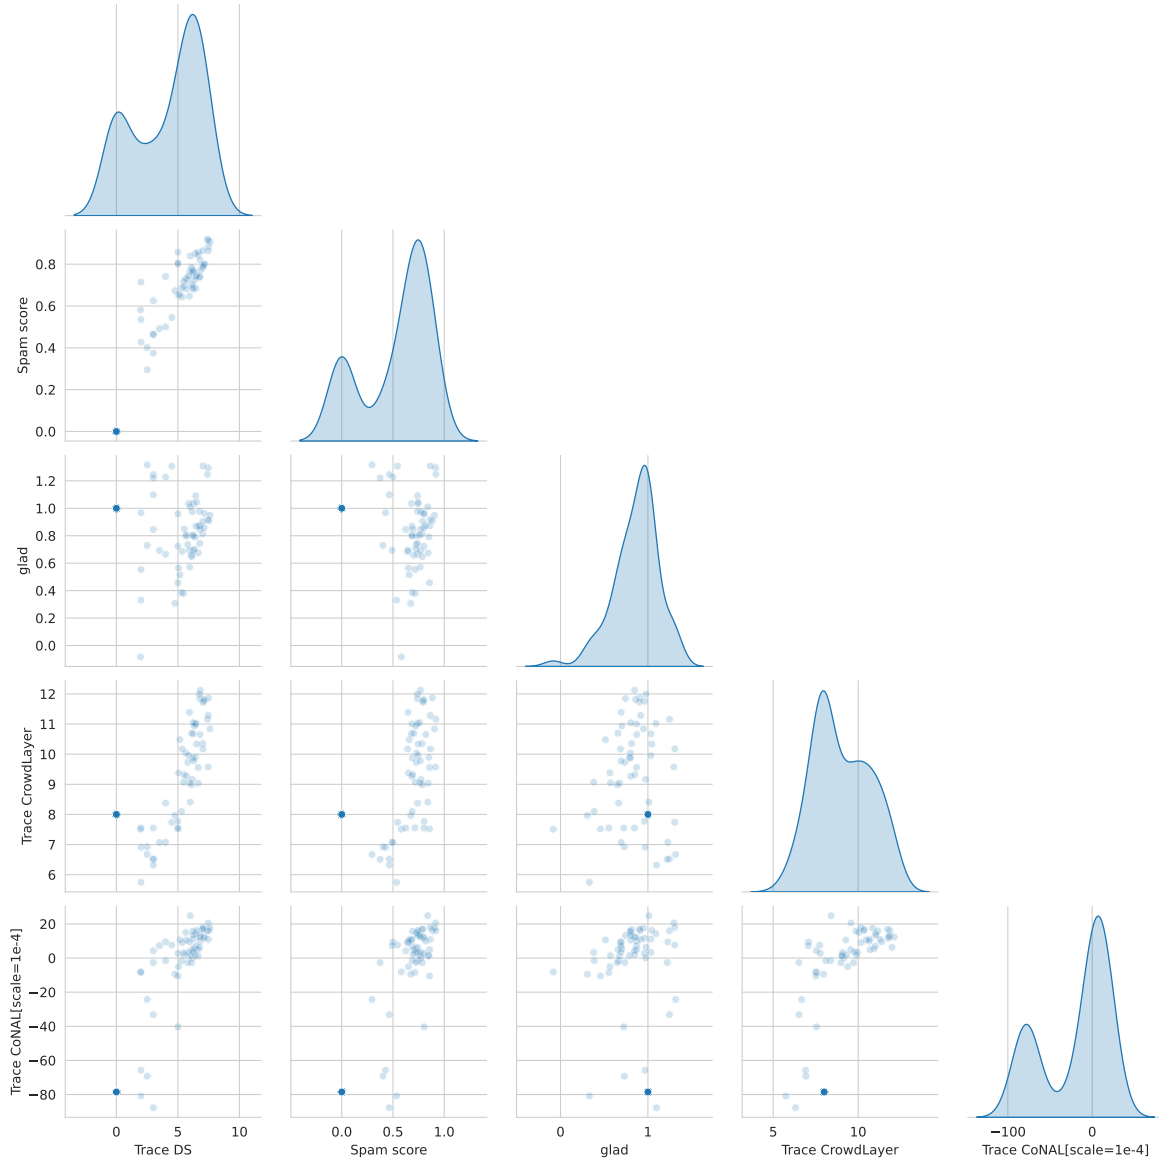 Spam score
0.8
0.6
0.4
0.2
0.0
glad
1.2
1.0
0.8
0.6
0.4
0.2
0.0
Trace CrowdLayer
12
11
10
9
8
7
6
Trace CoNAL[scale=1e-4]
20
0
−20
−40
−60
−80
0 5 10
Trace DS
0.0 0.5 1.0
Spam score
0 1
glad
5 10
Trace CrowdLayer
−100 0
Trace CoNAL[scale=1e-4]